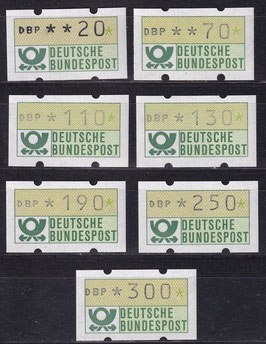 DBP **20*
DEUTSCHE
BUNDESPOST
DBP **70*
DEUTSCHE
BUNDESPOST
DBP *110*
DEUTSCHE
BUNDESPOST
DBP *130*
DEUTSCHE
BUNDESPOST
DBP *190*
DEUTSCHE
BUNDESPOST
DBP *250*
DEUTSCHE
BUNDESPOST
DBP *300*
DEUTSCHE
BUNDESPOST